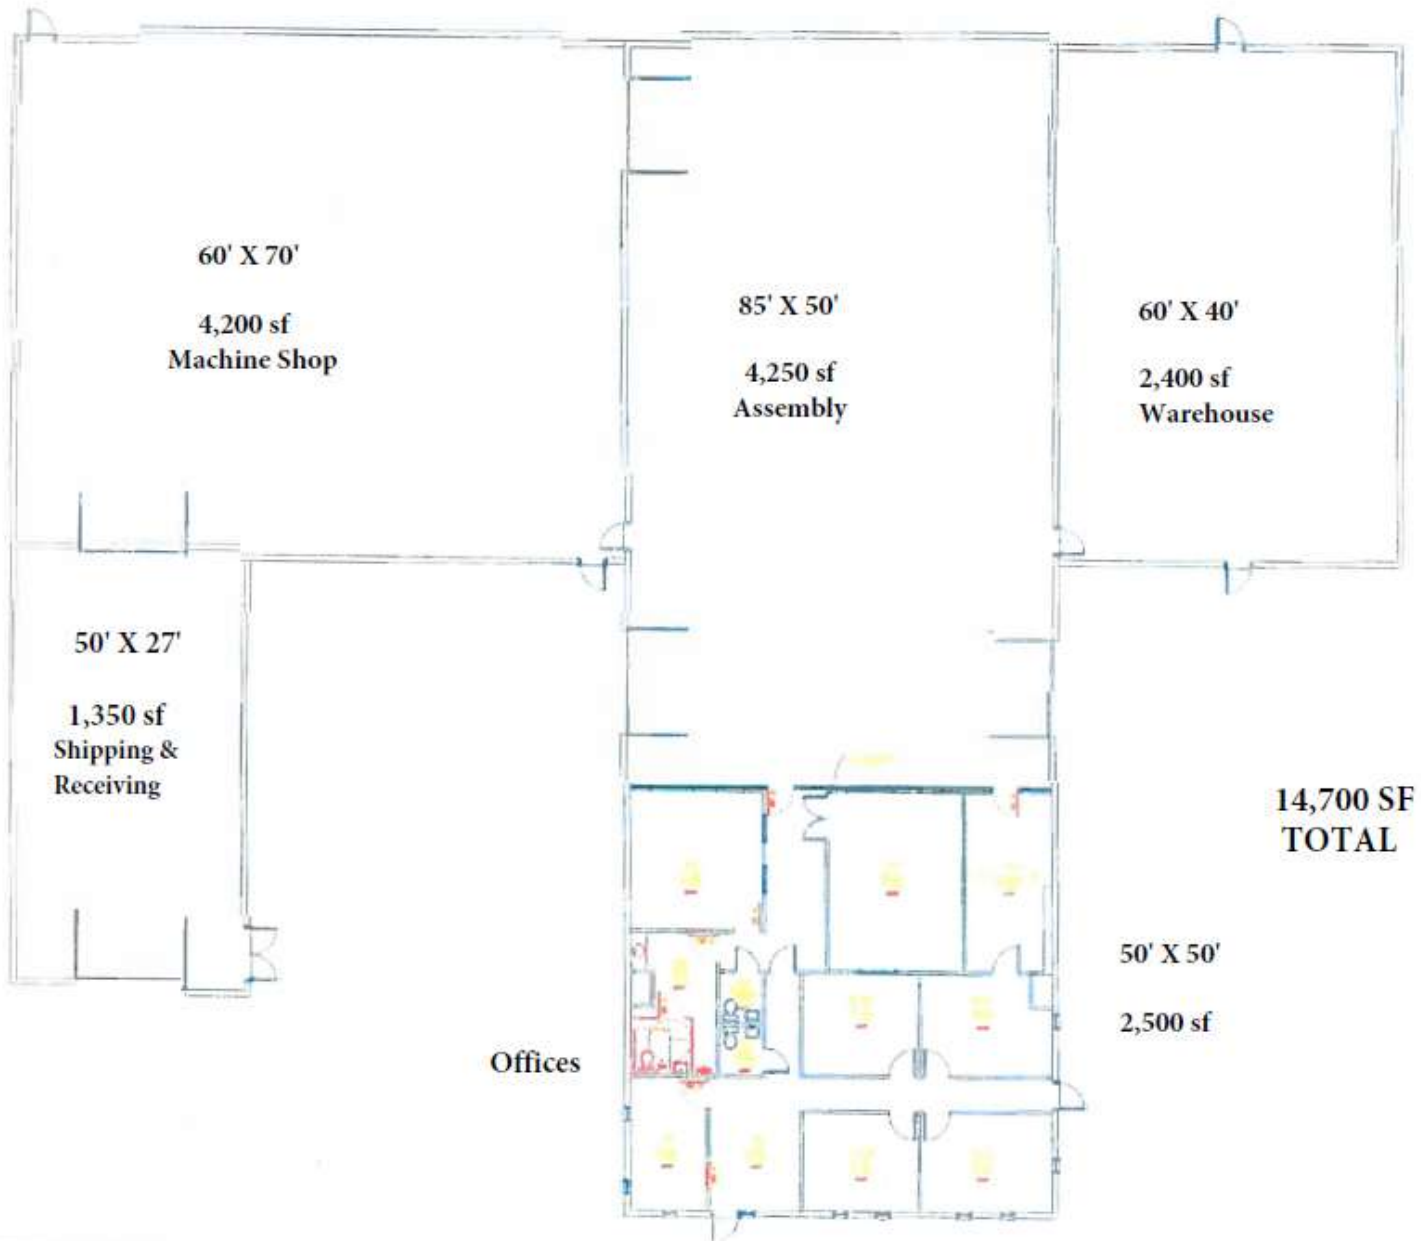 60' X 70'
4,200 sf
Machine Shop
85' X 50'
4,250 sf
Assembly
60' X 40'
2,400 sf
Warehouse
50' X 27'
1,350 sf
Shipping &
Receiving
14,700 SF
TOTAL
50' X 50'
2,500 sf
Offices